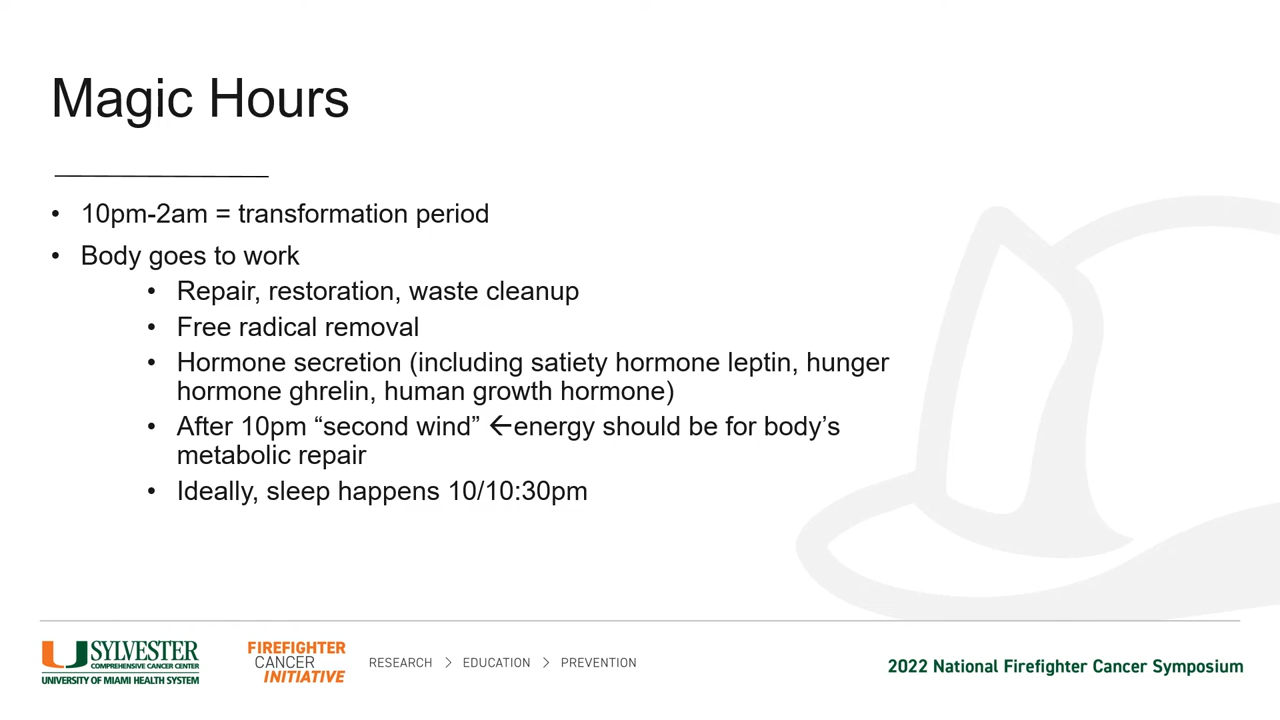 Magic Hours
• 10pm-2am = transformation period
• Body goes to work
• Repair, restoration, waste cleanup
• Free radical removal
• Hormone secretion (including satiety hormone leptin, hunger
hormone ghrelin, human growth hormone)
• After 10pm “second wind” ←energy should be for body’s
metabolic repair
• Ideally, sleep happens 10/10:30pm
SYLVESTER
COMPREHENSIVE CANCER CENTER
UNIVERSITY OF MIAMI HEALTH SYSTEM
FIREFIGHTER
CANCER
INITIATIVE
RESEARCH > EDUCATION > PREVENTION
2022 National Firefighter Cancer Symposium